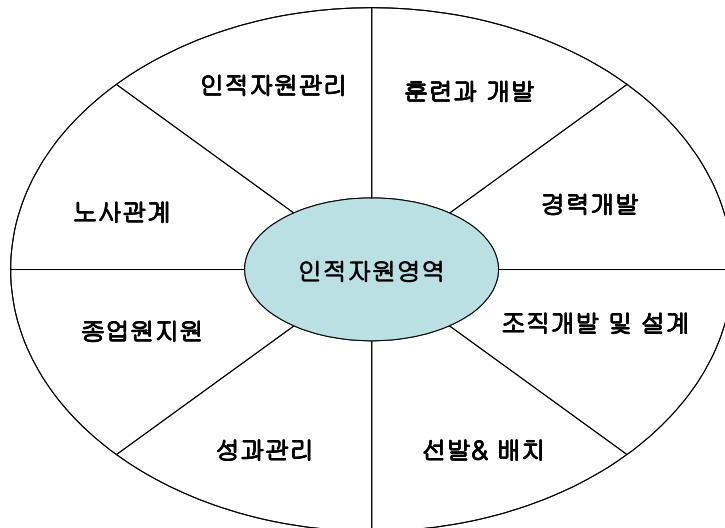 인적자원관리
훈련과 개발
노사관계
경력개발
인적자원영역
종업원지원
조직개발 및 설계
성과관리
선발& 배치